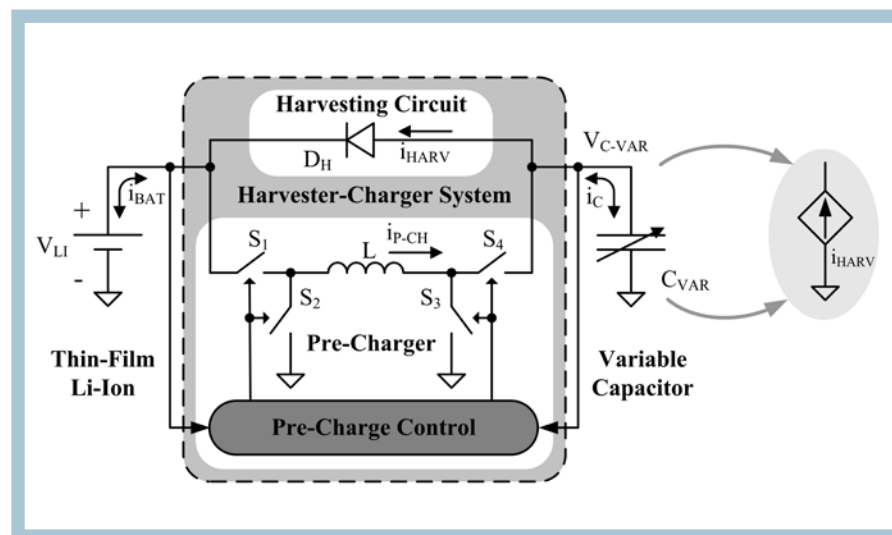 Harvesting Circuit
D_H
i_HARV
V_C-VAR
Harvester-Charger System
i_BAT
i_C
+
V_LI
-
S_1
i_P-CH
L
S_4
i_HARV
S_2
S_3
C_VAR
Pre-Charger
Thin-Film
Li-Ion
Variable
Capacitor
Pre-Charge Control